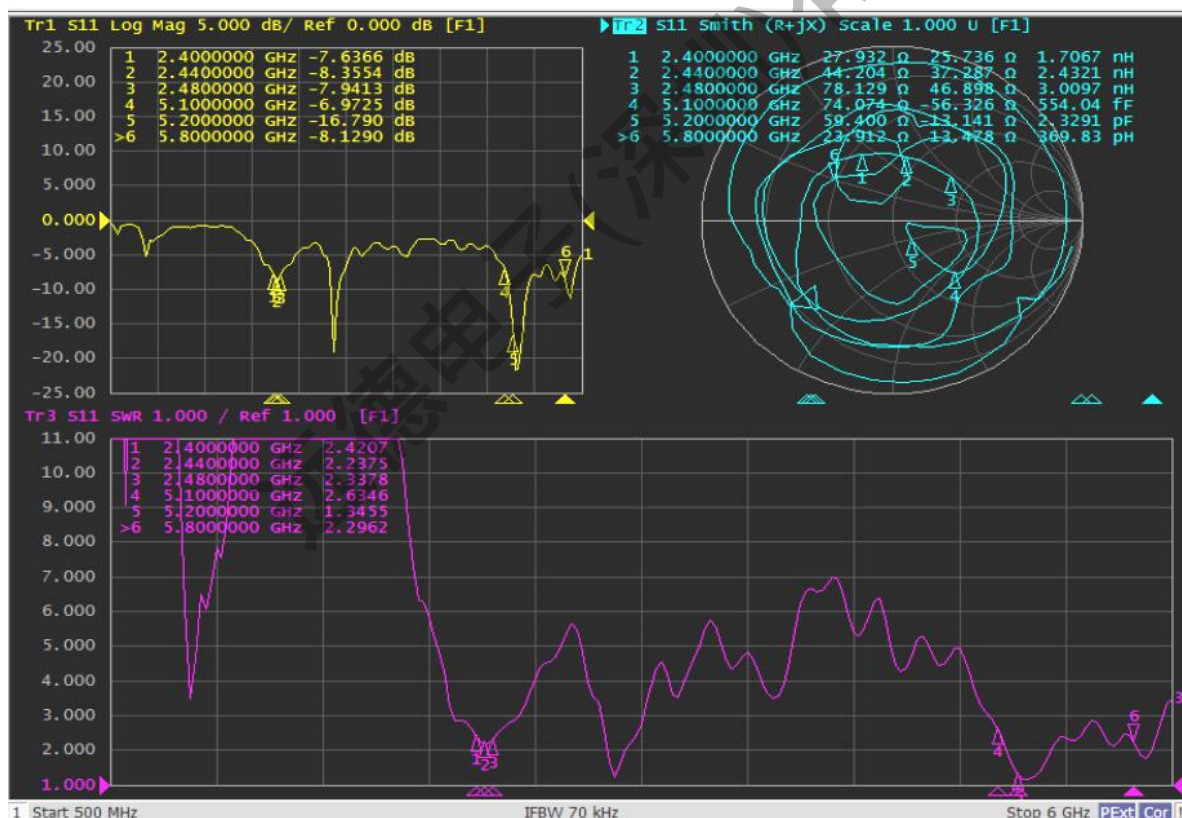 Tr1 S11 Log Mag 5.000 dB/ Ref 0.000 dB [F1]
25.00
20.00
15.00
10.00
5.000
0.000
-5.000
-10.00
-15.00
-20.00
-25.00
1 2.4000000 GHz -7.6366 dB
2 2.4400000 GHz -8.3554 dB
3 2.4800000 GHz -7.9413 dB
4 5.1000000 GHz -6.9725 dB
5 5.2000000 GHz -16.790 dB
>6 5.8000000 GHz -8.1290 dB
Tr2 S11 Smith (R+jX) Scale 1.000 U [F1]
1 2.4000000 GHz 27.932 Ω 25.736 Ω 1.7067 nH
2 2.4400000 GHz 44.204 Ω 37.287 Ω 2.4321 nH
3 2.4800000 GHz 78.129 Ω 46.898 Ω 3.0097 nH
4 5.1000000 GHz 74.074 Ω -56.326 Ω 554.04 fF
5 5.2000000 GHz 59.400 Ω -13.141 Ω 2.3291 pF
>6 5.8000000 GHz 23.912 Ω 13.478 Ω 369.83 pH
Tr3 S11 SWR 1.000 / Ref 1.000 [F1]
11.00
10.00
9.000
8.000
7.000
6.000
5.000
4.000
3.000
2.000
1.000
1 2.4000000 GHz 2.4207
2 2.4400000 GHz 2.2375
3 2.4800000 GHz 2.3378
4 5.1000000 GHz 2.6346
5 5.2000000 GHz 1.3455
>6 5.8000000 GHz 2.2962
1 Start 500 MHz IFBW 70 kHz Stop 6 GHz PExt Cor
德电子(深